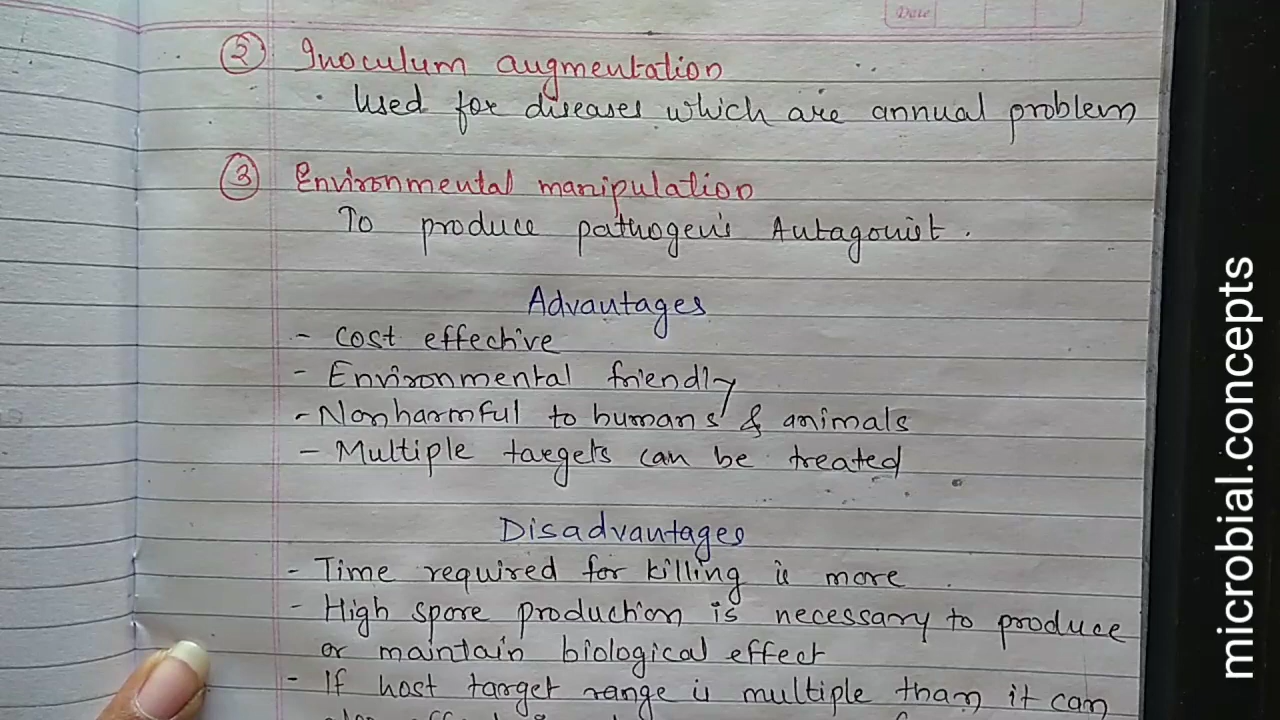 Date
② Inoculum augmentation
· Used for diseases which are annual problem
③ Environmental manipulation
To produce pathogen's Antagonist.
Advantages
- Cost effective
- Environmental friendly
- Nonharmful to humans & animals
- Multiple targets can be treated
Disadvantages
- Time required for killing is more.
- High spore production is necessary to produce
or maintain biological effect
- If host target range is multiple than it can
microbial.concepts